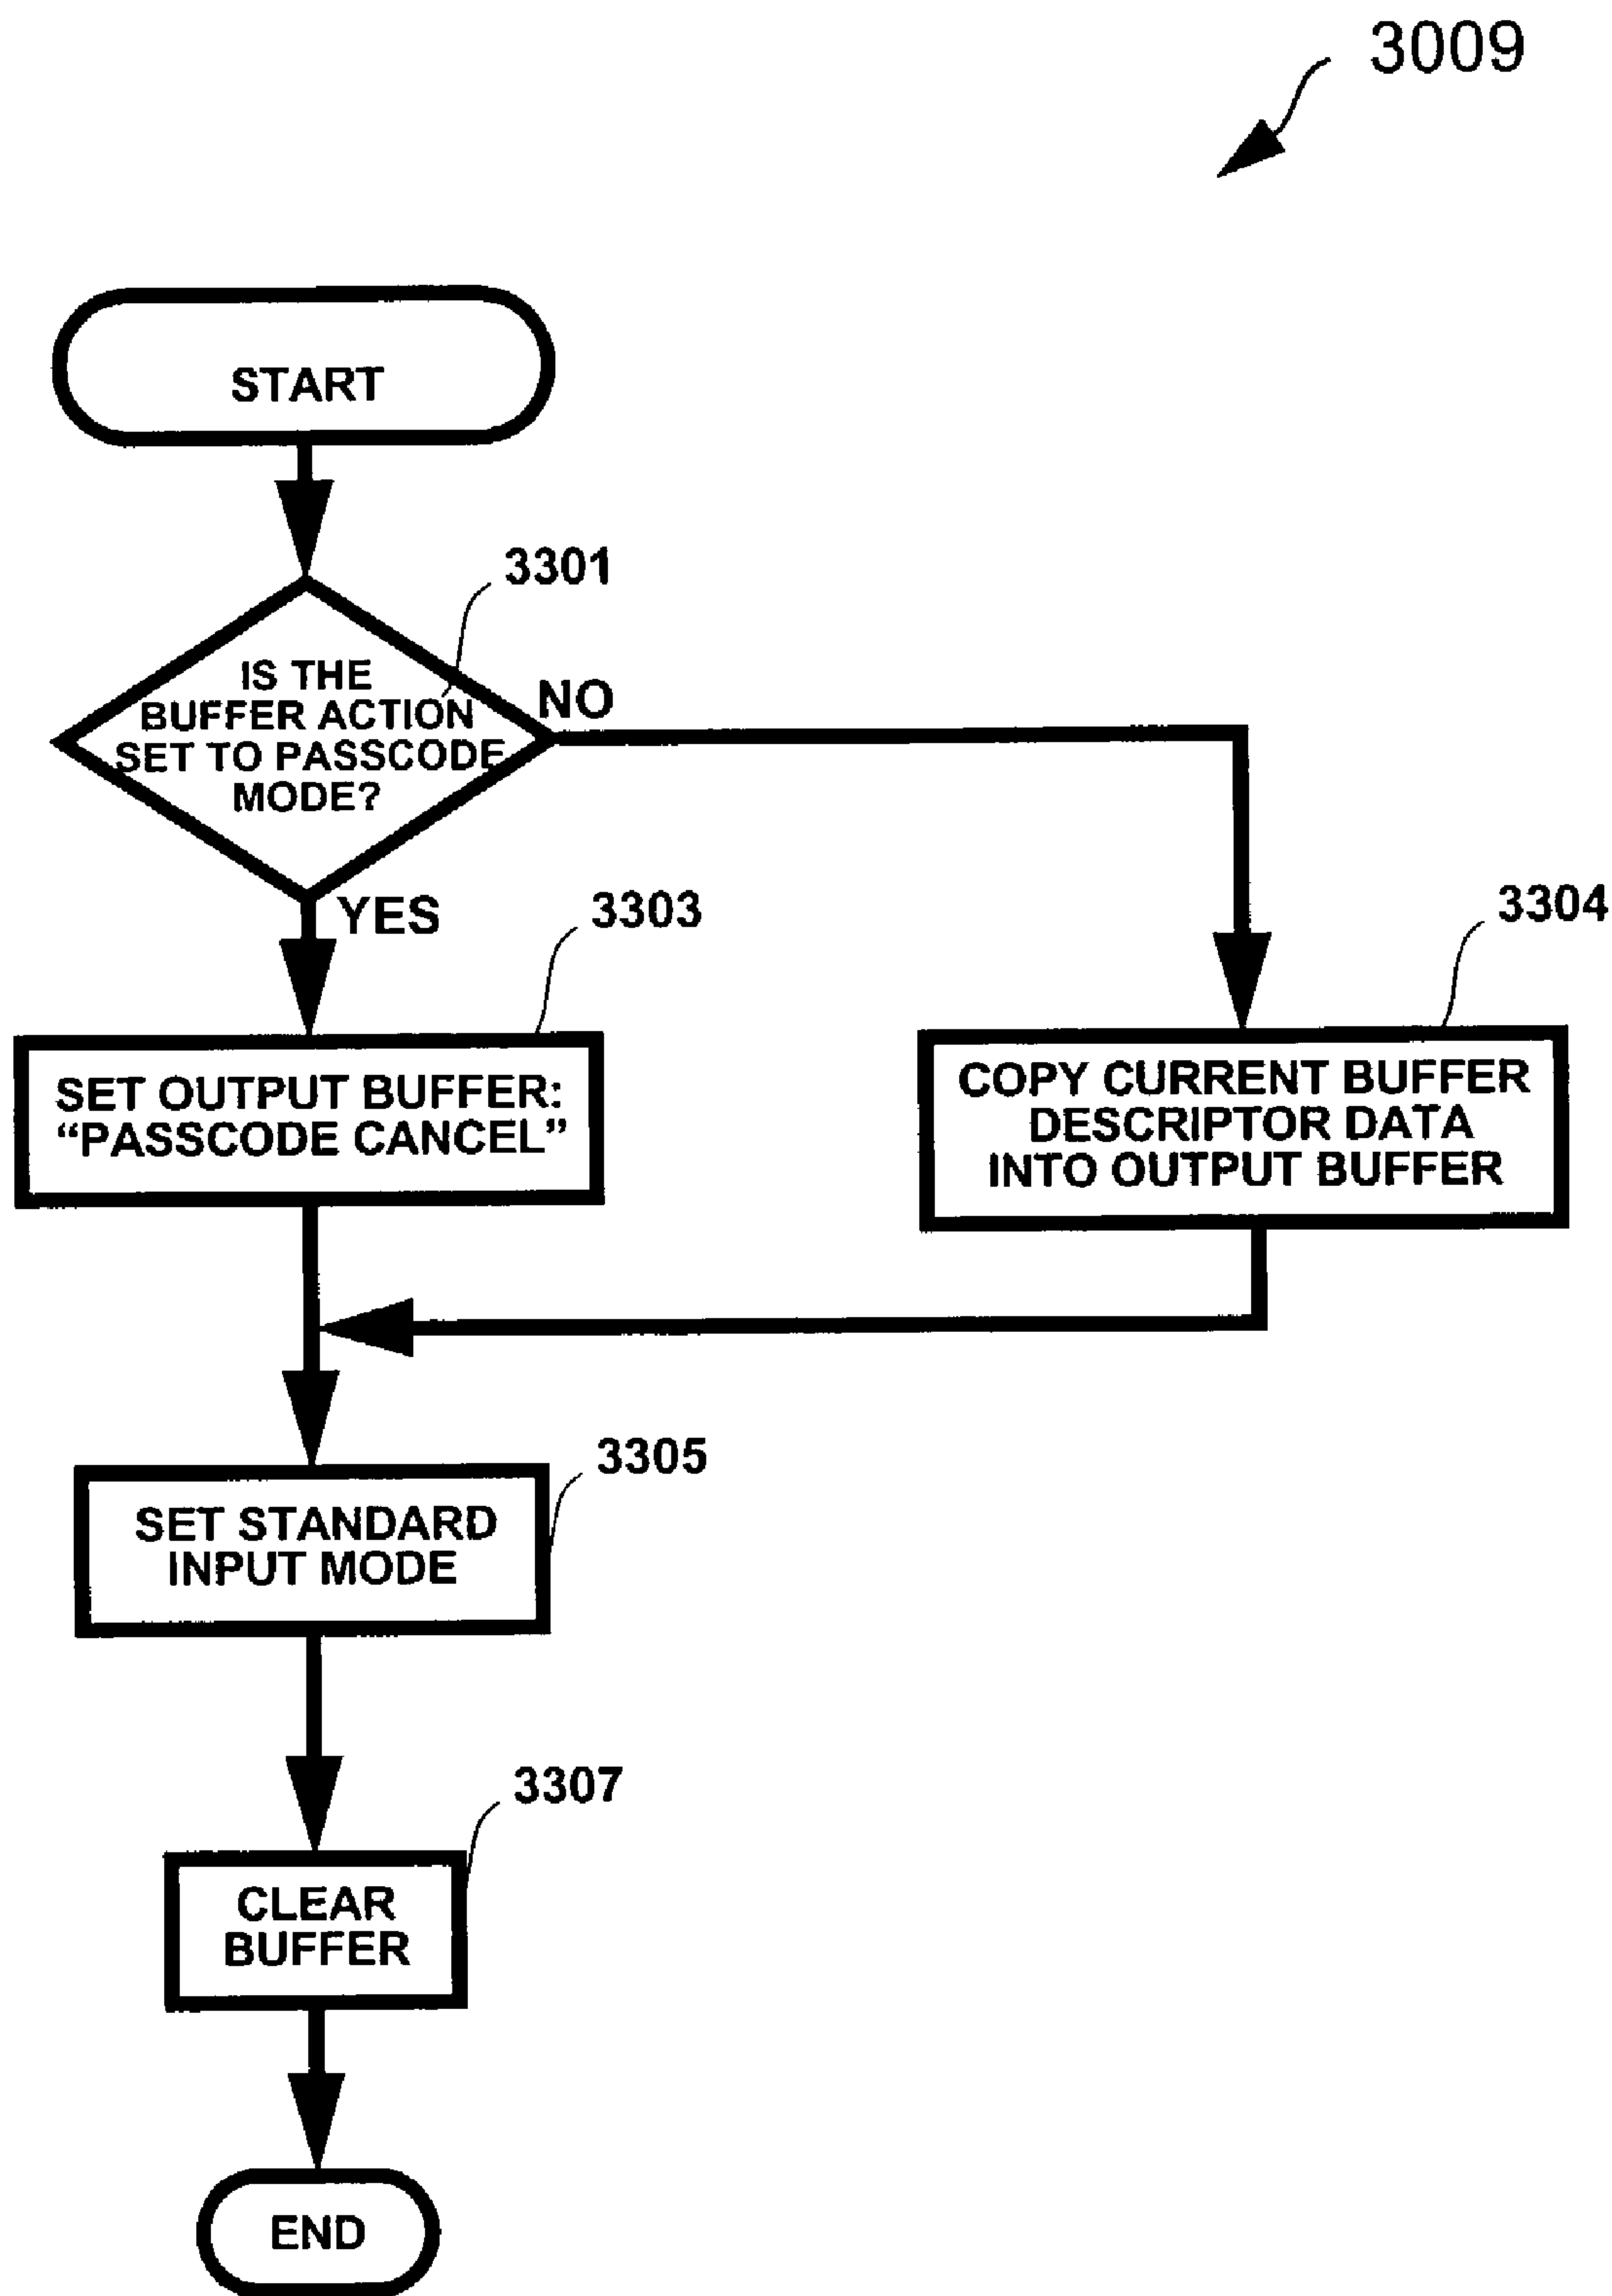 3009
START
3301
IS THE
BUFFER ACTION
SET TO PASSCODE
MODE?
NO
YES
3303
3304
SET OUTPUT BUFFER:
“PASSCODE CANCEL”
COPY CURRENT BUFFER
DESCRIPTOR DATA
INTO OUTPUT BUFFER
3305
SET STANDARD
INPUT MODE
3307
CLEAR
BUFFER
END